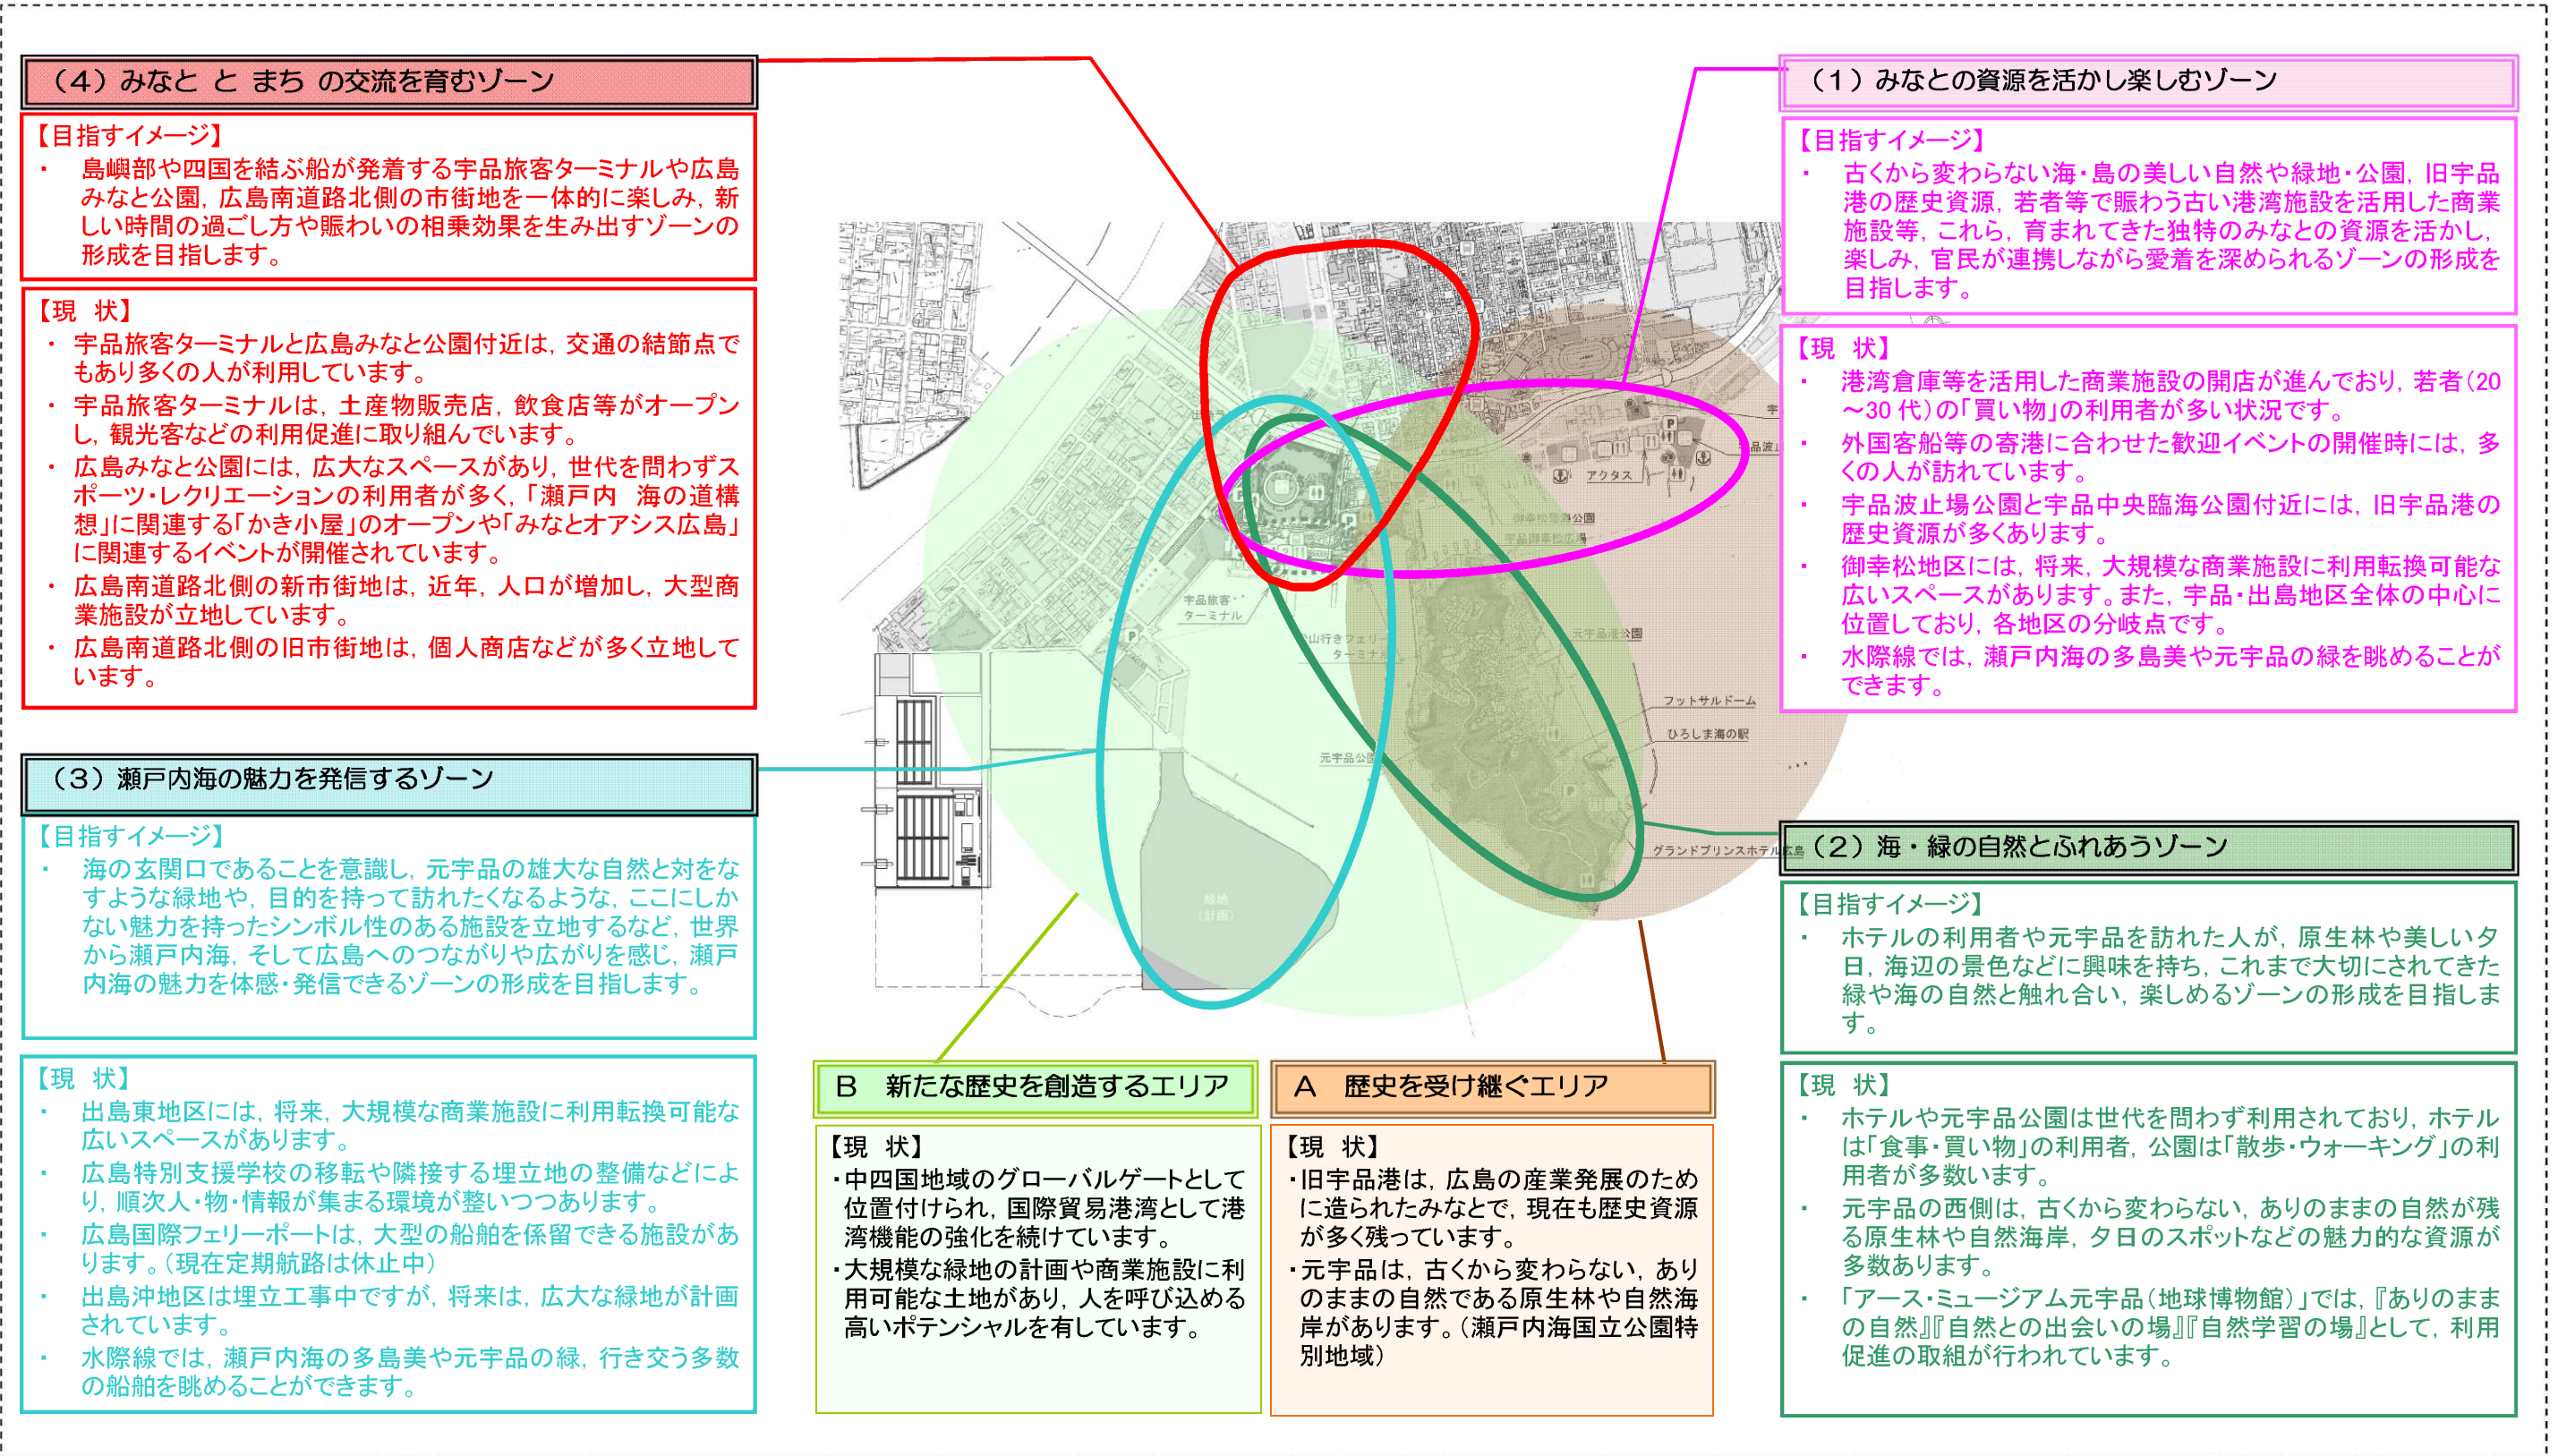 （4）みなと と まち の交流を育むゾーン
【目指すイメージ】
・ 島嶼部や四国を結ぶ船が発着する宇品旅客ターミナルや広島
みなと公園，広島南道路北側の市街地を一体的に楽しみ，新
しい時間の過ごし方や賑わいの相乗効果を生み出すゾーンの
形成を目指します。
【現 状】
・ 宇品旅客ターミナルと広島みなと公園付近は，交通の結節点で
もあり多くの人が利用しています。
・ 宇品旅客ターミナルは，土産物販売店，飲食店等がオープン
し，観光客などの利用促進に取り組んでいます。
・ 広島みなと公園には，広大なスペースがあり，世代を問わずス
ポーツ・レクリエーションの利用者が多く，「瀬戸内 海の道構
想」に関連する「かき小屋」のオープンや「みなとオアシス広島」
に関連するイベントが開催されています。
・ 広島南道路北側の新市街地は，近年，人口が増加し，大型商
業施設が立地しています。
・ 広島南道路北側の旧市街地は，個人商店などが多く立地して
います。
（3）瀬戸内海の魅力を発信するゾーン
【目指すイメージ】
・ 海の玄関口であることを意識し，元宇品の雄大な自然と対をな
すような緑地や，目的を持って訪れたくなるような，ここにしか
ない魅力を持ったシンボル性のある施設を立地するなど，世界
から瀬戸内海，そして広島へのつながりや広がりを感じ，瀬戸
内海の魅力を体感・発信できるゾーンの形成を目指します。
【現 状】
・ 出島東地区には，将来，大規模な商業施設に利用転換可能な
広いスペースがあります。
・ 広島特別支援学校の移転や隣接する埋立地の整備などによ
り，順次人・物・情報が集まる環境が整いつつあります。
・ 広島国際フェリーポートは，大型の船舶を係留できる施設があ
ります。（現在定期航路は休止中）
・ 出島沖地区は埋立工事中ですが，将来は，広大な緑地が計画
されています。
・ 水際線では，瀬戸内海の多島美や元宇品の緑，行き交う多数
の船舶を眺めることができます。
P
アクタス
御幸松臨海公園
宇品御幸松広場
宇品旅客
ターミナル
P
松山行きフェリー
ターミナル
元宇品港公園
フットサルドーム
ひろしま海の駅
元宇品公園
P
グランドプリンスホテル広島
緑地
（計画）
B 新たな歴史を創造するエリア
【現 状】
・中四国地域のグローバルゲートとして
位置付けられ，国際貿易港湾として港
湾機能の強化を続けています。
・大規模な緑地の計画や商業施設に利
用可能な土地があり，人を呼び込める
高いポテンシャルを有しています。
A 歴史を受け継ぐエリア
【現 状】
・旧宇品港は，広島の産業発展のため
に造られたみなとで，現在も歴史資源
が多く残っています。
・元宇品は，古くから変わらない，あり
のままの自然である原生林や自然海
岸があります。（瀬戸内海国立公園特
別地域）
（1）みなとの資源を活かし楽しむゾーン
【目指すイメージ】
・ 古くから変わらない海・島の美しい自然や緑地・公園，旧宇品
港の歴史資源，若者等で賑わう古い港湾施設を活用した商業
施設等，これら，育まれてきた独特のみなとの資源を活かし，
楽しみ，官民が連携しながら愛着を深められるゾーンの形成を
目指します。
【現 状】
・ 港湾倉庫等を活用した商業施設の開店が進んでおり，若者（20
～30代）の「買い物」の利用者が多い状況です。
・ 外国客船等の寄港に合わせた歓迎イベントの開催時には，多
くの人が訪れています。
・ 宇品波止場公園と宇品中央臨海公園付近には，旧宇品港の
歴史資源が多くあります。
・ 御幸松地区には，将来，大規模な商業施設に利用転換可能な
広いスペースがあります。また，宇品・出島地区全体の中心に
位置しており，各地区の分岐点です。
・ 水際線では，瀬戸内海の多島美や元宇品の緑を眺めることが
できます。
（2）海・緑の自然とふれあうゾーン
【目指すイメージ】
・ ホテルの利用者や元宇品を訪れた人が，原生林や美しい夕
日，海辺の景色などに興味を持ち，これまで大切にされてきた
緑や海の自然と触れ合い，楽しめるゾーンの形成を目指しま
す。
【現 状】
・ ホテルや元宇品公園は世代を問わず利用されており，ホテル
は「食事・買い物」の利用者，公園は「散歩・ウォーキング」の利
用者が多数います。
・ 元宇品の西側は，古くから変わらない，ありのままの自然が残
る原生林や自然海岸，夕日のスポットなどの魅力的な資源が
多数あります。
・ 「アース・ミュージアム元宇品（地球博物館）」では，『ありのまま
の自然』『自然との出会いの場』『自然学習の場』として，利用
促進の取組が行われています。